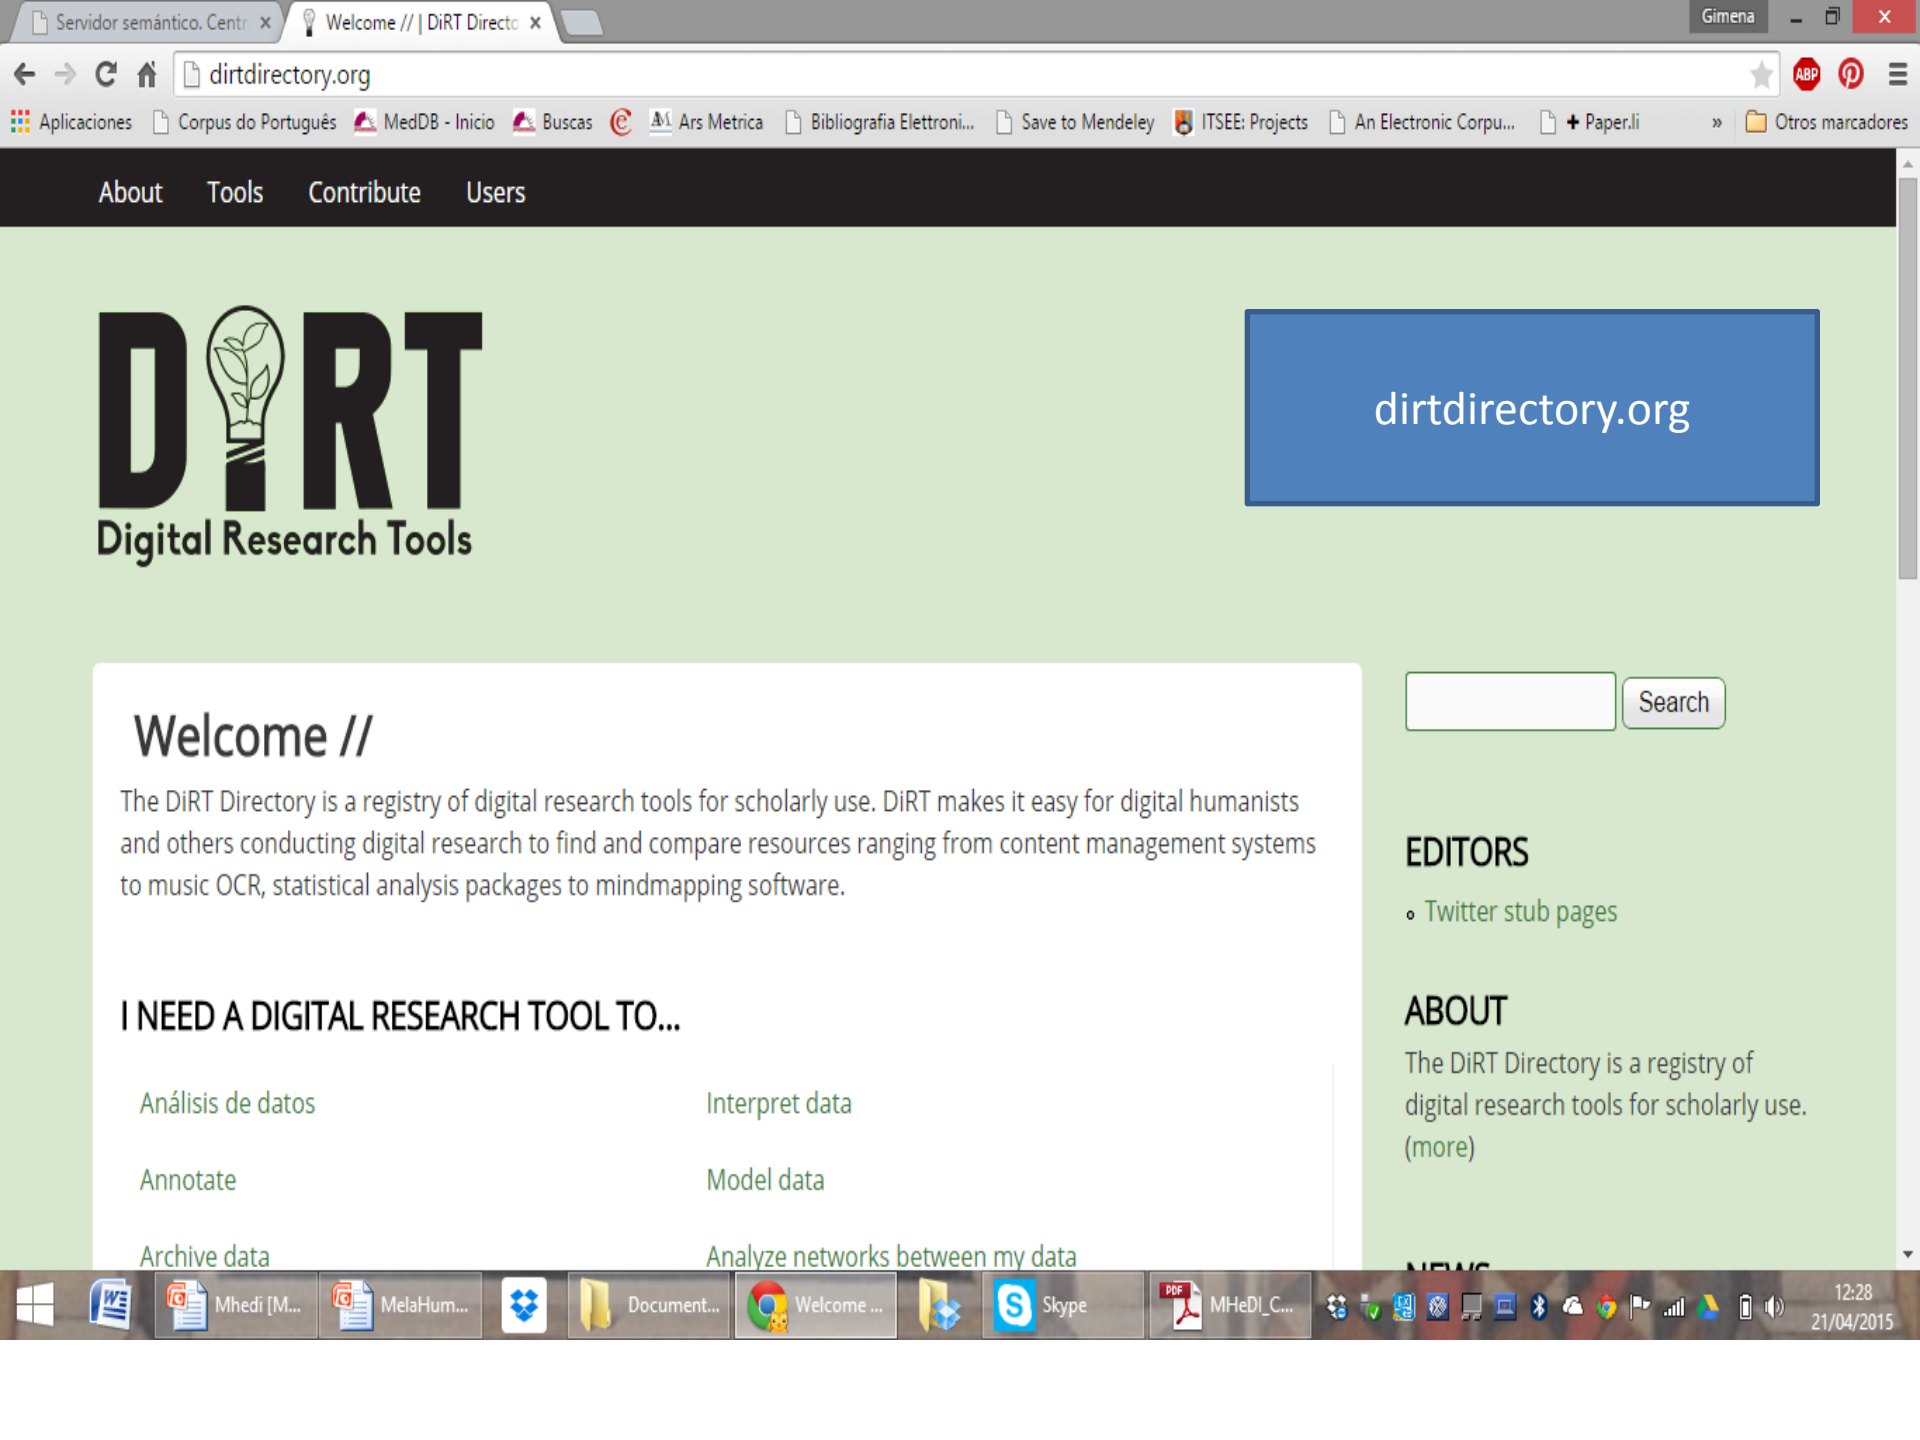 Servidor semántico. Cent
Welcome // | DiRT Directo
Gimena
dirtdirectory.org
ABP
Aplicaciones
Corpus do Português
MedDB - Inicio
Buscas
Ars Metrica
Bibliografia Elettroni...
Save to Mendeley
ITSEE: Projects
An Electronic Corpu...
+ Paper.li
»
Otros marcadores
About
Tools
Contribute
Users
DiRT
Digital Research Tools
dirtdirectory.org
Search
Welcome //
The DiRT Directory is a registry of digital research tools for scholarly use. DiRT makes it easy for digital humanists
and others conducting digital research to find and compare resources ranging from content management systems
to music OCR, statistical analysis packages to mindmapping software.
I NEED A DIGITAL RESEARCH TOOL TO...
Análisis de datos
Interpret data
Annotate
Model data
Archive data
Analyze networks between my data
EDITORS
Twitter stub pages
ABOUT
The DiRT Directory is a registry of
digital research tools for scholarly use.
(more)
NEWS
Mhedi [M...
MelaHum...
Document...
Welcome ...
Skype
PDF
MHeDI_C...
12:28
21/04/2015